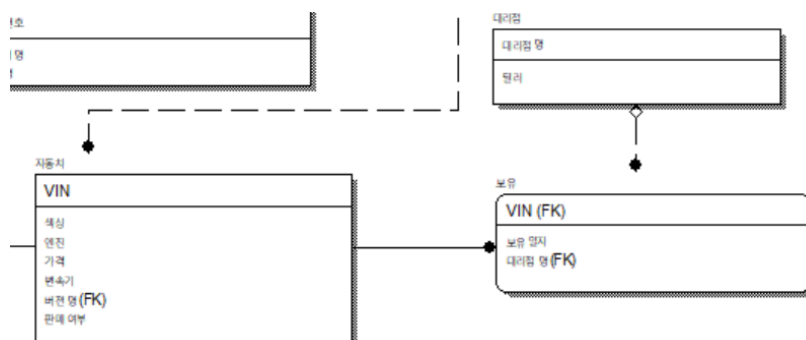 대리점
대리점 명
딜러
자동차
VIN
색상
엔진
가격
변속기
버전 명(FK)
판매 여부
보유
VIN (FK)
보유 일자
대리점 명(FK)